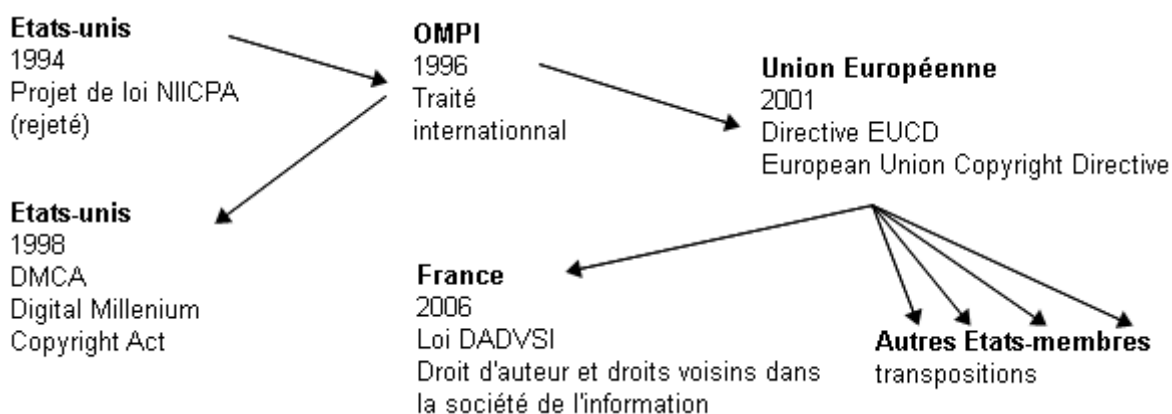 Etats-unis
1994
Projet de loi NIICPA
(rejeté)
OMPI
1996
Traité
internationnal
Union Européenne
2001
Directive EUCD
European Union Copyright Directive
Etats-unis
1998
DMCA
Digital Millenium
Copyright Act
France
2006
Loi DADVSI
Droit d'auteur et droits voisins dans
la société de l'information
Autres Etats-membres
transpositions